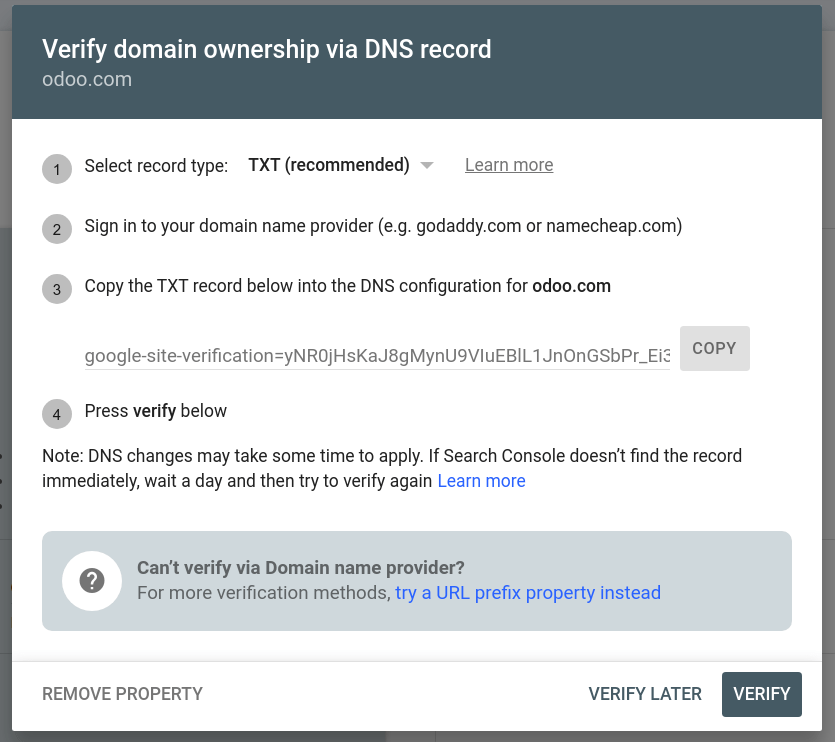 Verify domain ownership via DNS record
odoo.com
1 Select record type: TXT (recommended) Learn more
2 Sign in to your domain name provider (e.g. godaddy.com or namecheap.com)
3 Copy the TXT record below into the DNS configuration for odoo.com
google-site-verification=yNR0jHsKaJ8gMynU9VIuEBlL1JnOnGSbPr_Ei3 COPY
4 Press verify below
Note: DNS changes may take some time to apply. If Search Console doesn’t find the record
immediately, wait a day and then try to verify again Learn more
Can’t verify via Domain name provider?
For more verification methods, try a URL prefix property instead
REMOVE PROPERTY VERIFY LATER VERIFY